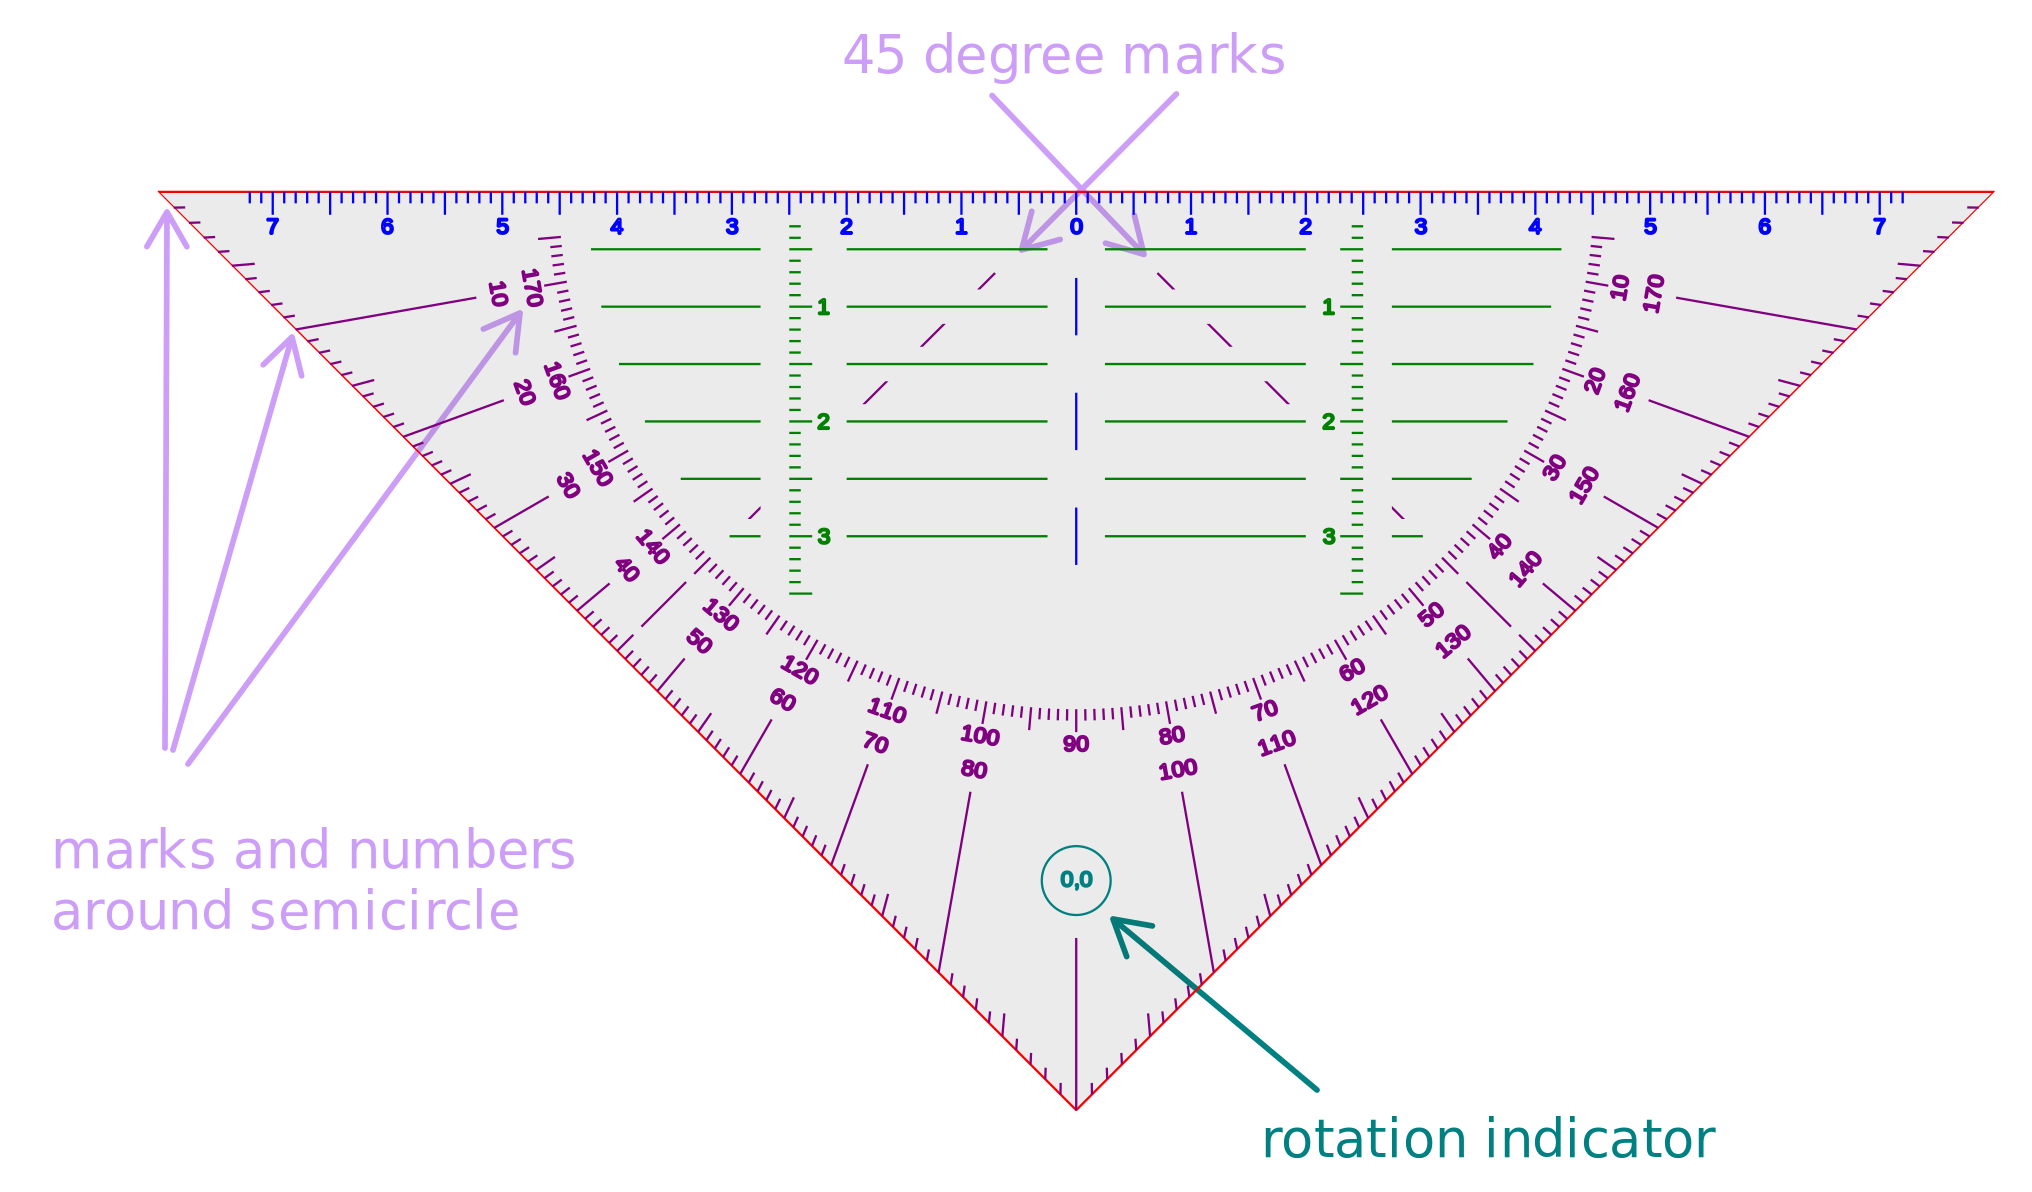 45 degree marks
7 6 5 4 3 2 1 0 1 2 3 4 5 6 7
10 170 10 170
1 1
20 160 20 160
2 2
30 150 30 150
3 3
40 140 40 140
50 130 50 130
60 120 60 120
70 110 70 110
80 100 90 80 100
0,0
marks and numbers
around semicircle
rotation indicator